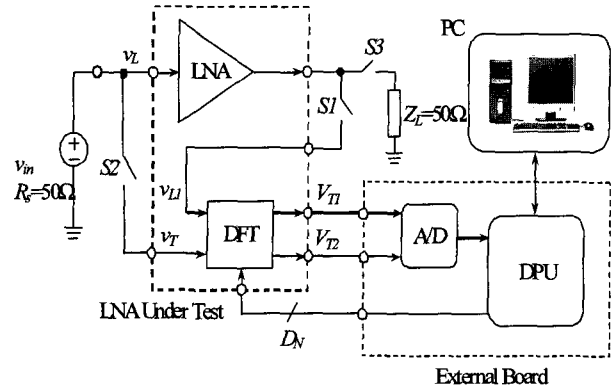 PC
v_L
LNA
S3
S1
Z_L=50Ω
S2
v_in
R_s=50Ω
v_L1
V_T1
DFT
A/D
DPU
v_T
V_T2
LNA Under Test
D_N
External Board